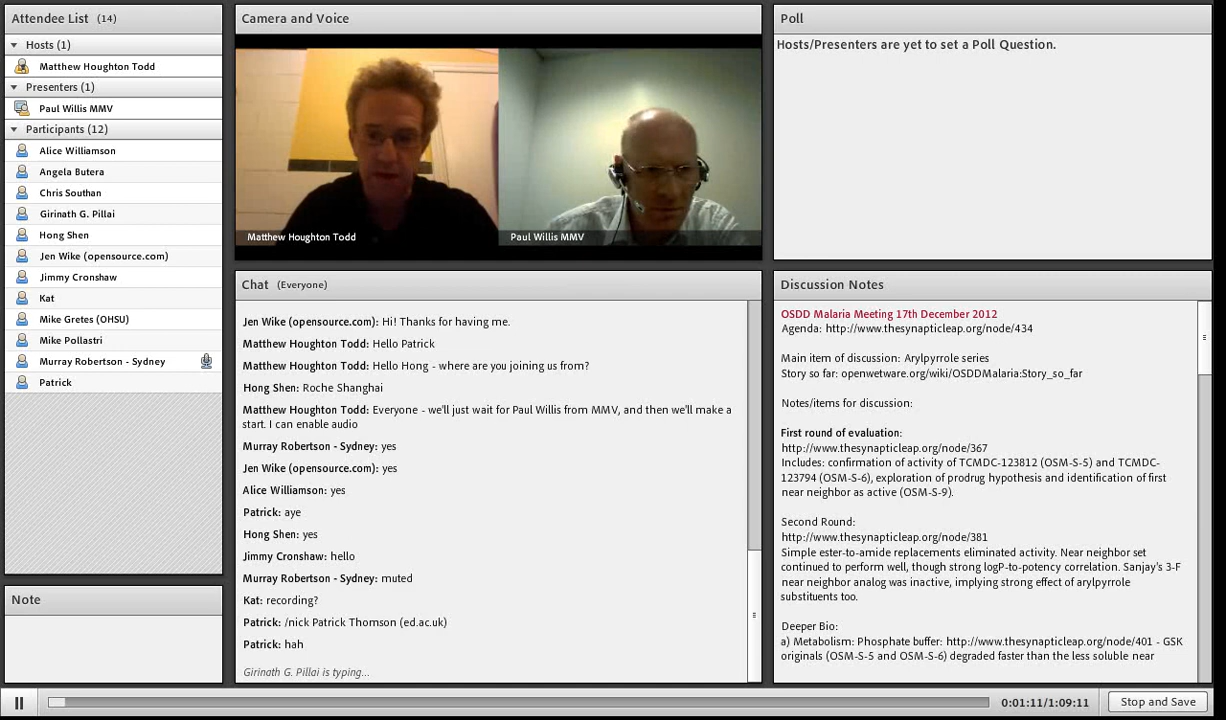 Attendee List (14)
Hosts (1)
Matthew Houghton Todd
Presenters (1)
Paul Willis MMV
Participants (12)
Alice Williamson
Angela Butera
Chris Southan
Girinath G. Pillai
Hong Shen
Jen Wike (opensource.com)
Jimmy Cronshaw
Kat
Mike Gretes (OHSU)
Mike Pollastri
Murray Robertson - Sydney
Patrick
Note
Camera and Voice
Matthew Houghton Todd
Paul Willis MMV
Chat (Everyone)
Jen Wike (opensource.com): Hi! Thanks for having me.
Matthew Houghton Todd: Hello Patrick
Matthew Houghton Todd: Hello Hong - where are you joining us from?
Hong Shen: Roche Shanghai
Matthew Houghton Todd: Everyone - we'll just wait for Paul Willis from MMV, and then we'll make a
start. I can enable audio
Murray Robertson - Sydney: yes
Jen Wike (opensource.com): yes
Alice Williamson: yes
Patrick: aye
Hong Shen: yes
Jimmy Cronshaw: hello
Murray Robertson - Sydney: muted
Kat: recording?
Patrick: /nick Patrick Thomson (ed.ac.uk)
Patrick: hah
Girinath G. Pillai is typing...
Poll
Hosts/Presenters are yet to set a Poll Question.
Discussion Notes
OSDD Malaria Meeting 17th December 2012
Agenda: http://www.thesynapticleap.org/node/434
Main item of discussion: Arylpyrrole series
Story so far: openwetware.org/wiki/OSDDMalaria:Story_so_far
Notes/items for discussion:
First round of evaluation:
http://www.thesynapticleap.org/node/367
Includes: confirmation of activity of TCMDC-123812 (OSM-S-5) and TCMDC-
123794 (OSM-S-6), exploration of prodrug hypothesis and identification of first
near neighbor as active (OSM-S-9).
Second Round:
http://www.thesynapticleap.org/node/381
Simple ester-to-amide replacements eliminated activity. Near neighbor set
continued to perform well, though strong logP-to-potency correlation. Sanjay's 3-F
near neighbor analog was inactive, implying strong effect of arylpyrrole
substituents too.
Deeper Bio:
a) Metabolism: Phosphate buffer: http://www.thesynapticleap.org/node/401 - GSK
originals (OSM-S-5 and OSM-S-6) degraded faster than the less soluble near
0:01:11/1:09:11
Stop and Save